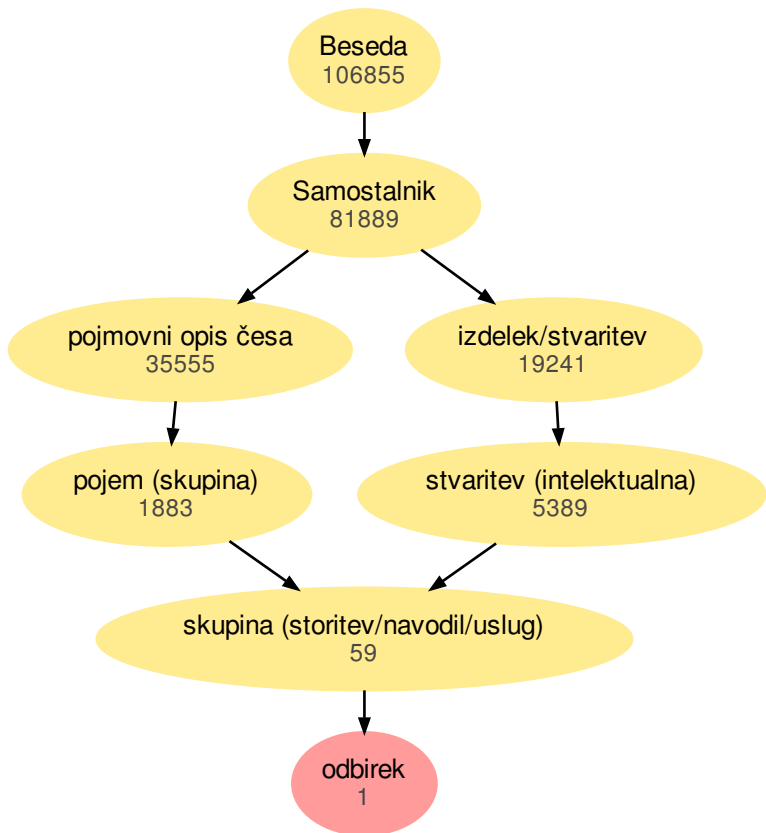 Beseda
106855
Samostalnik
81889
pojmovni opis česa
35555
izdelek/stvaritev
19241
pojem (skupina)
1883
stvaritev (intelektualna)
5389
skupina (storitev/navodil/uslug)
59
odbirek
1